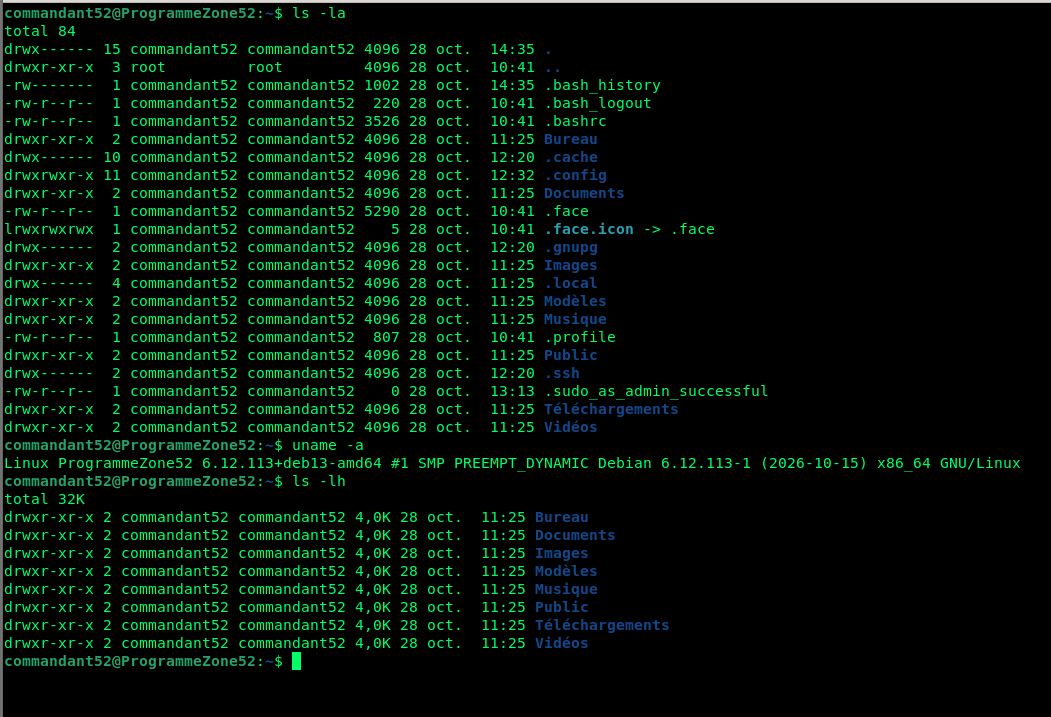 commandant52@ProgrammeZone52:~$ ls -la
total 84
drwx------ 15 commandant52 commandant52 4096 28 oct.  14:35 .
drwxr-xr-x  3 root         root         4096 28 oct.  10:41 ..
-rw-------  1 commandant52 commandant52 1002 28 oct.  14:35 .bash_history
-rw-r--r--  1 commandant52 commandant52  220 28 oct.  10:41 .bash_logout
-rw-r--r--  1 commandant52 commandant52 3526 28 oct.  10:41 .bashrc
drwxr-xr-x  2 commandant52 commandant52 4096 28 oct.  11:25 Bureau
drwx------ 10 commandant52 commandant52 4096 28 oct.  12:20 .cache
drwxrwxr-x 11 commandant52 commandant52 4096 28 oct.  12:32 .config
drwxr-xr-x  2 commandant52 commandant52 4096 28 oct.  11:25 Documents
-rw-r--r--  1 commandant52 commandant52 5290 28 oct.  10:41 .face
lrwxrwxrwx  1 commandant52 commandant52    5 28 oct.  10:41 .face.icon -> .face
drwx------  2 commandant52 commandant52 4096 28 oct.  12:20 .gnupg
drwxr-xr-x  2 commandant52 commandant52 4096 28 oct.  11:25 Images
drwx------  4 commandant52 commandant52 4096 28 oct.  11:25 .local
drwxr-xr-x  2 commandant52 commandant52 4096 28 oct.  11:25 Modèles
drwxr-xr-x  2 commandant52 commandant52 4096 28 oct.  11:25 Musique
-rw-r--r--  1 commandant52 commandant52  807 28 oct.  10:41 .profile
drwxr-xr-x  2 commandant52 commandant52 4096 28 oct.  11:25 Public
drwx------  2 commandant52 commandant52 4096 28 oct.  12:20 .ssh
-rw-r--r--  1 commandant52 commandant52    0 28 oct.  13:13 .sudo_as_admin_successful
drwxr-xr-x  2 commandant52 commandant52 4096 28 oct.  11:25 Téléchargements
drwxr-xr-x  2 commandant52 commandant52 4096 28 oct.  11:25 Vidéos
commandant52@ProgrammeZone52:~$ uname -a
Linux ProgrammeZone52 6.12.113+deb13-amd64 #1 SMP PREEMPT_DYNAMIC Debian 6.12.113-1 (2026-10-15) x86_64 GNU/Linux
commandant52@ProgrammeZone52:~$ ls -lh
total 32K
drwxr-xr-x 2 commandant52 commandant52 4,0K 28 oct.  11:25 Bureau
drwxr-xr-x 2 commandant52 commandant52 4,0K 28 oct.  11:25 Documents
drwxr-xr-x 2 commandant52 commandant52 4,0K 28 oct.  11:25 Images
drwxr-xr-x 2 commandant52 commandant52 4,0K 28 oct.  11:25 Modèles
drwxr-xr-x 2 commandant52 commandant52 4,0K 28 oct.  11:25 Musique
drwxr-xr-x 2 commandant52 commandant52 4,0K 28 oct.  11:25 Public
drwxr-xr-x 2 commandant52 commandant52 4,0K 28 oct.  11:25 Téléchargements
drwxr-xr-x 2 commandant52 commandant52 4,0K 28 oct.  11:25 Vidéos
commandant52@ProgrammeZone52:~$